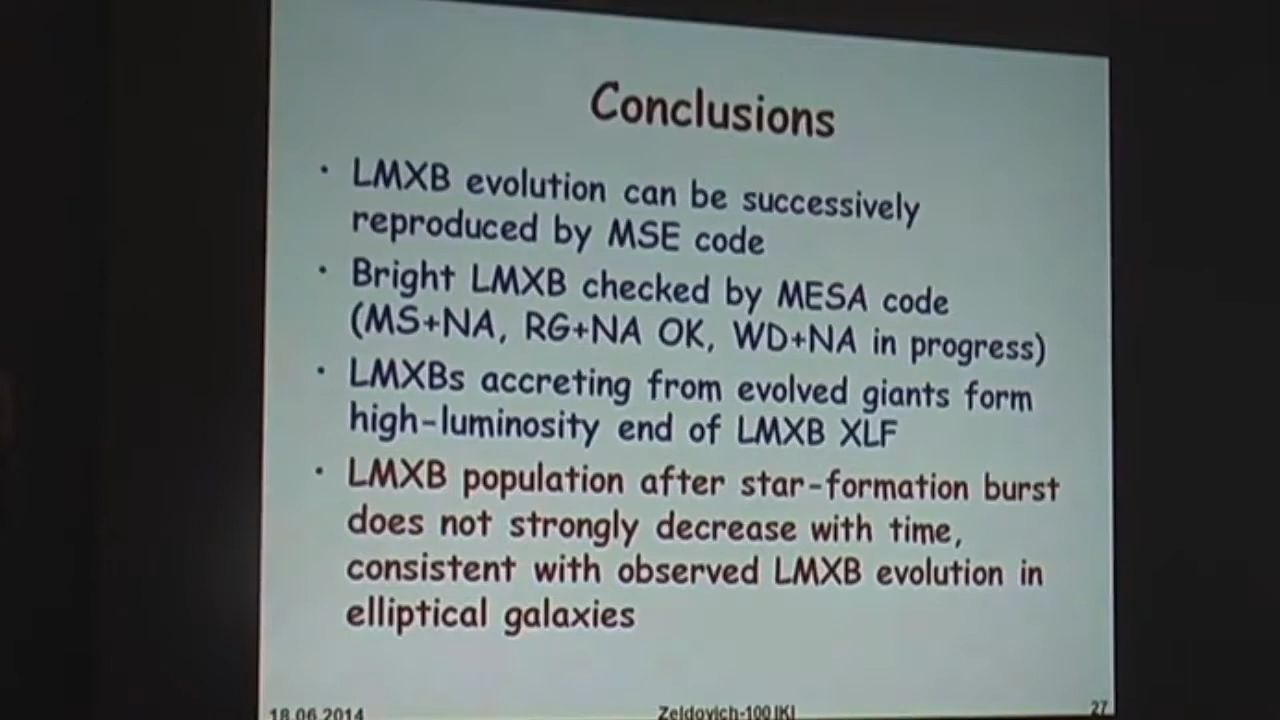 Conclusions
• LMXB evolution can be successively
reproduced by MSE code
• Bright LMXB checked by MESA code
(MS+NA, RG+NA OK, WD+NA in progress)
• LMXBs accreting from evolved giants form
high-luminosity end of LMXB XLF
• LMXB population after star-formation burst
does not strongly decrease with time,
consistent with observed LMXB evolution in
elliptical galaxies
18.06.2014 Zeldovich-100 IKI 27